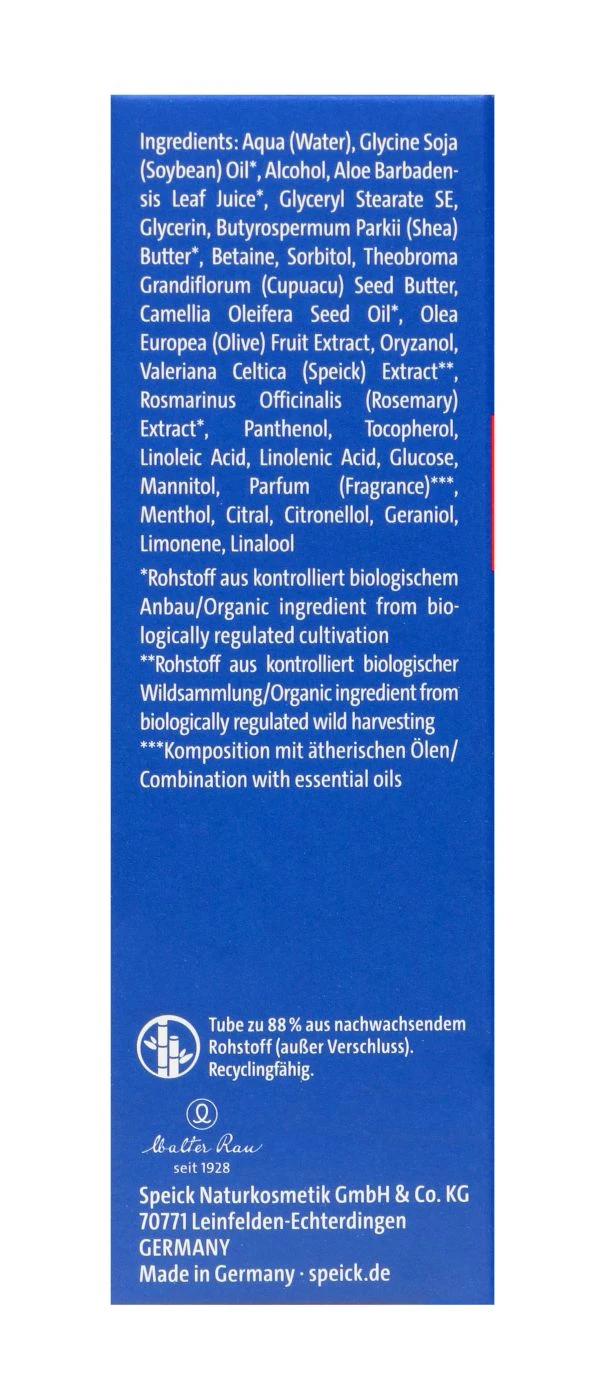 Ingredients: Aqua (Water), Glycine Soja
(Soybean) Oil*, Alcohol, Aloe Barbaden-
sis Leaf Juice*, Glyceryl Stearate SE,
Glycerin, Butyrospermum Parkii (Shea)
Butter*, Betaine, Sorbitol, Theobroma
Grandiflorum (Cupuacu) Seed Butter,
Camellia Oleifera Seed Oil*, Olea
Europea (Olive) Fruit Extract, Oryzanol,
Valeriana Celtica (Speick) Extract**,
Rosmarinus Officinalis (Rosemary)
Extract*, Panthenol, Tocopherol,
Linoleic Acid, Linolenic Acid, Glucose,
Mannitol, Parfum (Fragrance)***,
Menthol, Citral, Citronellol, Geraniol,
Limonene, Linalool
*Rohstoff aus kontrolliert biologischem
Anbau/Organic ingredient from bio-
logically regulated cultivation
**Rohstoff aus kontrolliert biologischer
Wildsammlung/Organic ingredient from
biologically regulated wild harvesting
***Komposition mit ätherischen Ölen/
Combination with essential oils
Tube zu 88 % aus nachwachsendem
Rohstoff (außer Verschluss).
Recyclingfähig.
Walter Rau
seit 1928
Speick Naturkosmetik GmbH & Co. KG
70771 Leinfelden-Echterdingen
GERMANY
Made in Germany · speick.de